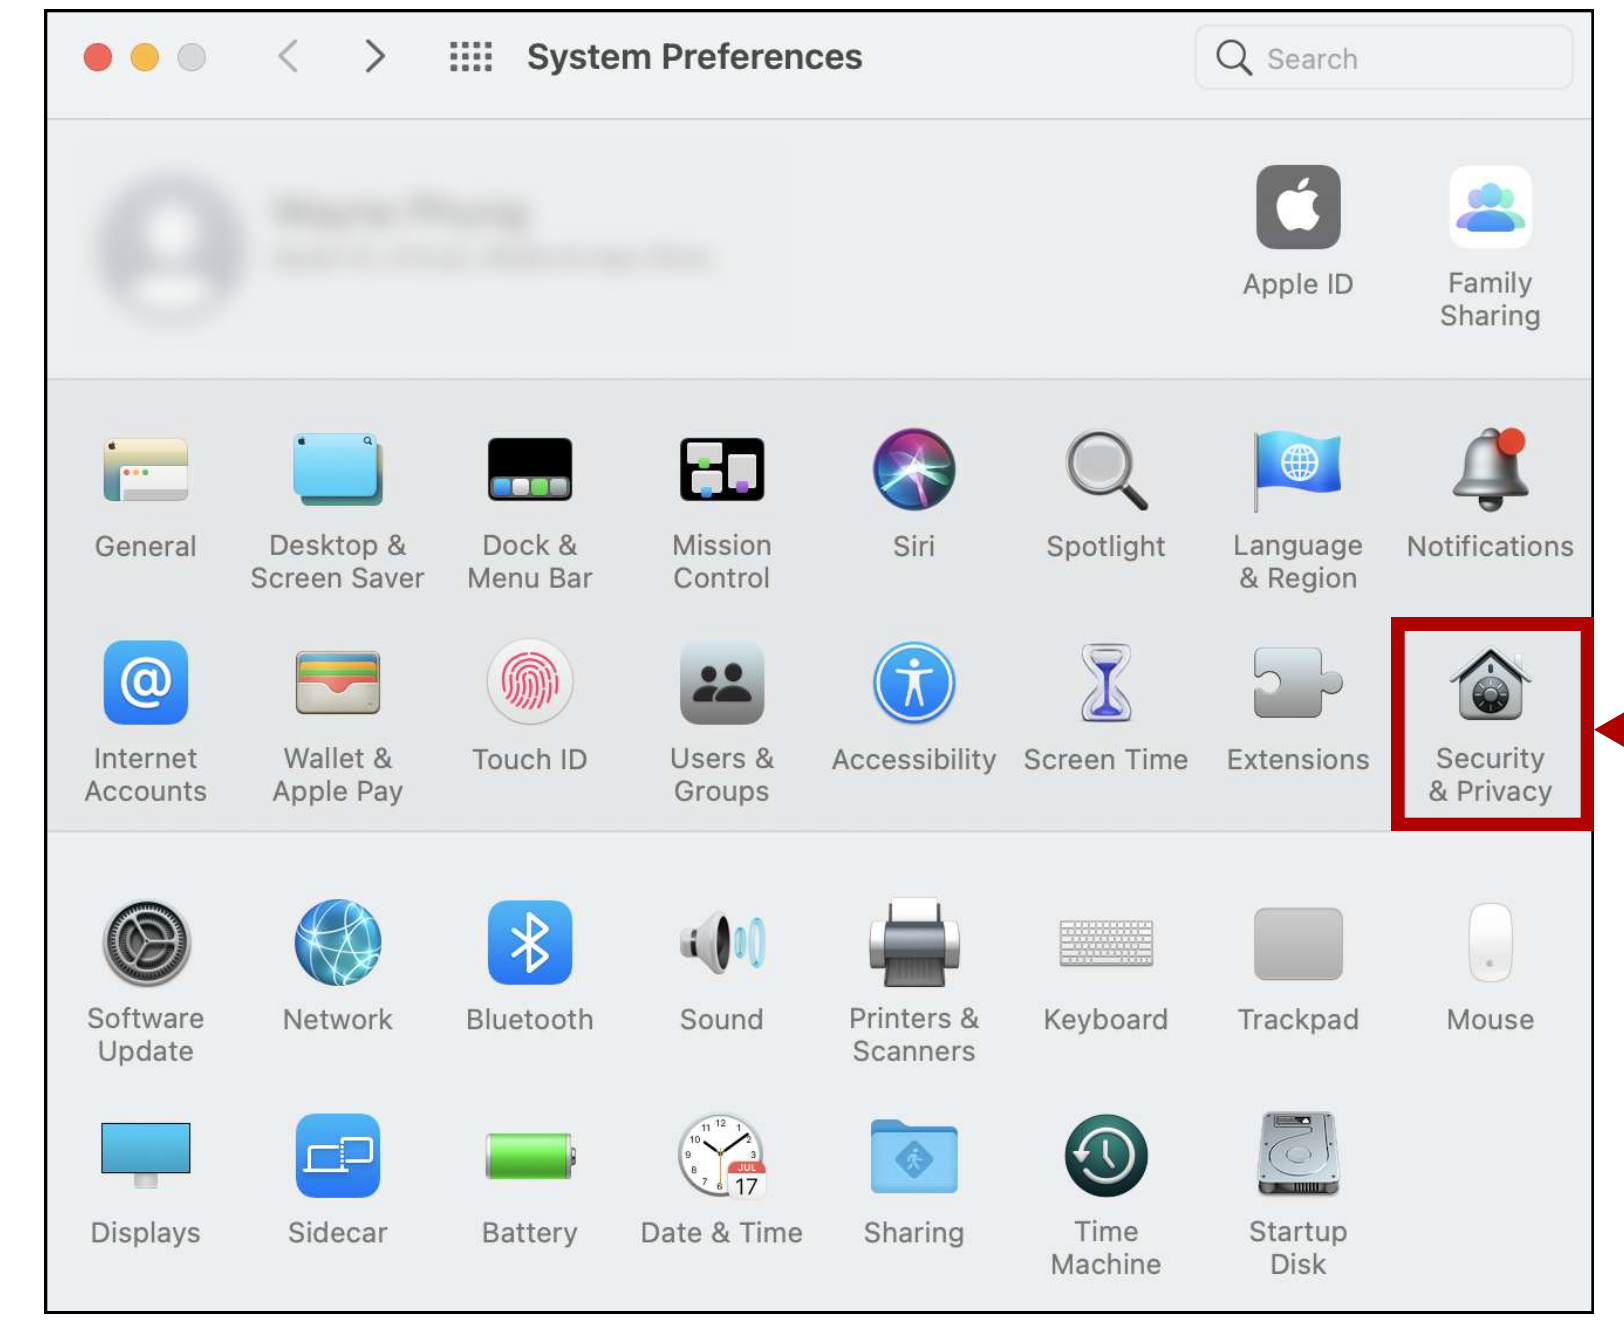 System Preferences
Search
Apple ID
Family
Sharing
General
Desktop &
Screen Saver
Dock &
Menu Bar
Mission
Control
Siri
Spotlight
Language
& Region
Notifications
Internet
Accounts
Wallet &
Apple Pay
Touch ID
Users &
Groups
Accessibility
Screen Time
Extensions
Security
& Privacy
Software
Update
Network
Bluetooth
Sound
Printers &
Scanners
Keyboard
Trackpad
Mouse
Displays
Sidecar
Battery
JUL
17
Date & Time
Sharing
Time
Machine
Startup
Disk